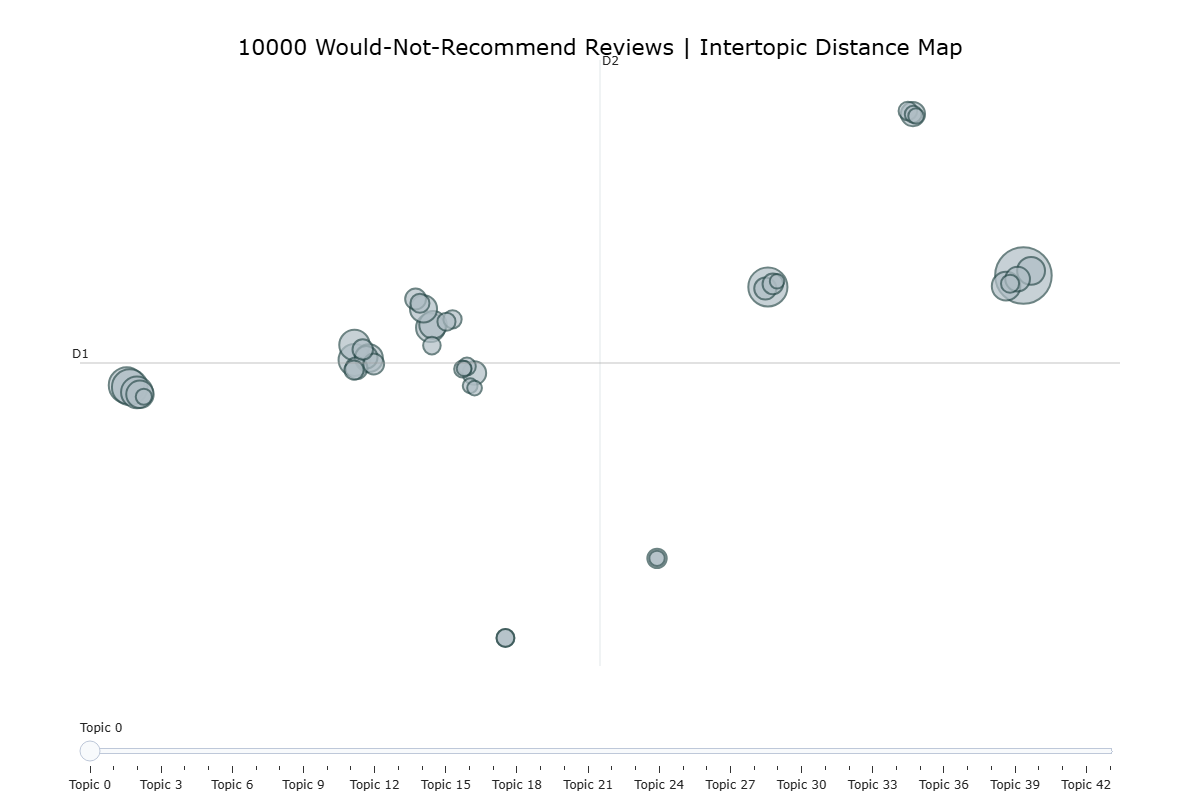 10000 Would-Not-Recommend Reviews | Intertopic Distance Map
D2
D1
Topic 0
Topic 0 Topic 3 Topic 6 Topic 9 Topic 12 Topic 15 Topic 18 Topic 21 Topic 24 Topic 27 Topic 30 Topic 33 Topic 36 Topic 39 Topic 42